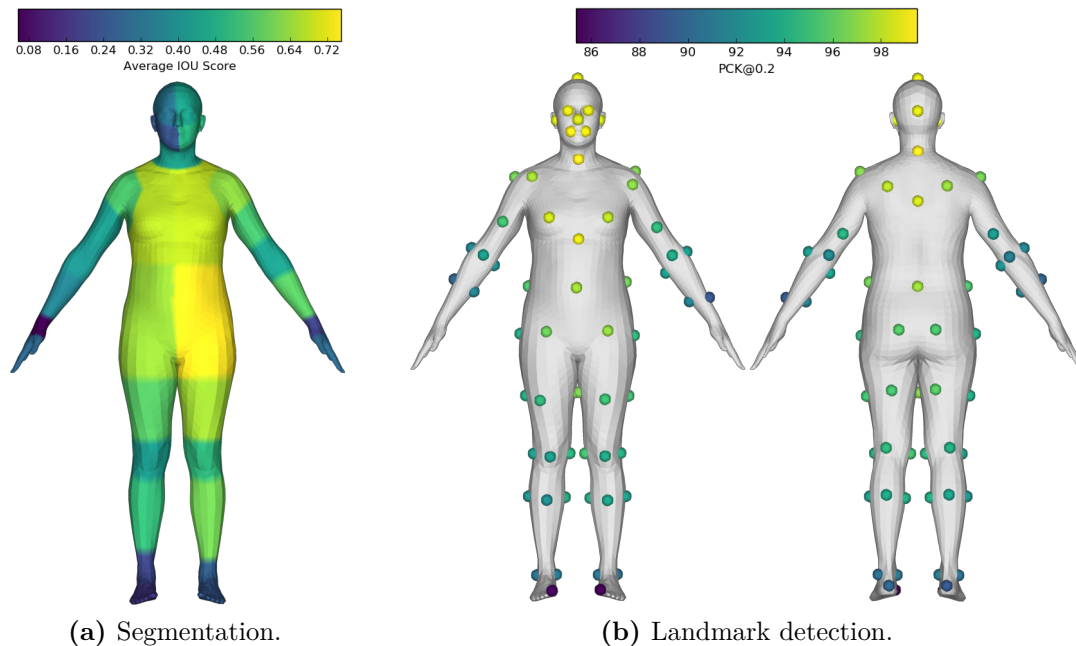 0.08 0.16 0.24 0.32 0.40 0.48 0.56 0.64 0.72
Average IOU Score
86 88 90 92 94 96 98
PCK@0.2
(a) Segmentation.
(b) Landmark detection.